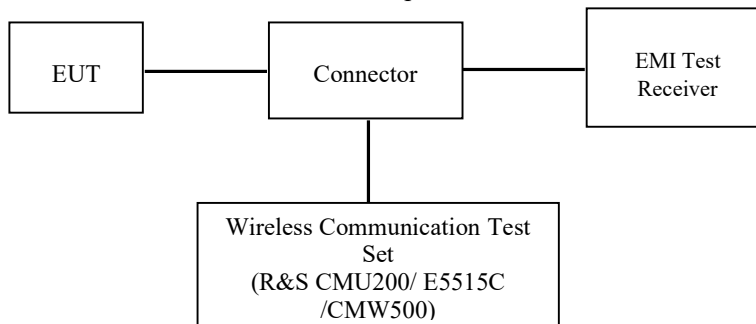 EUT
Connector
EMI Test
Receiver
Wireless Communication Test
Set
(R&S CMU200/ E5515C
/CMW500)